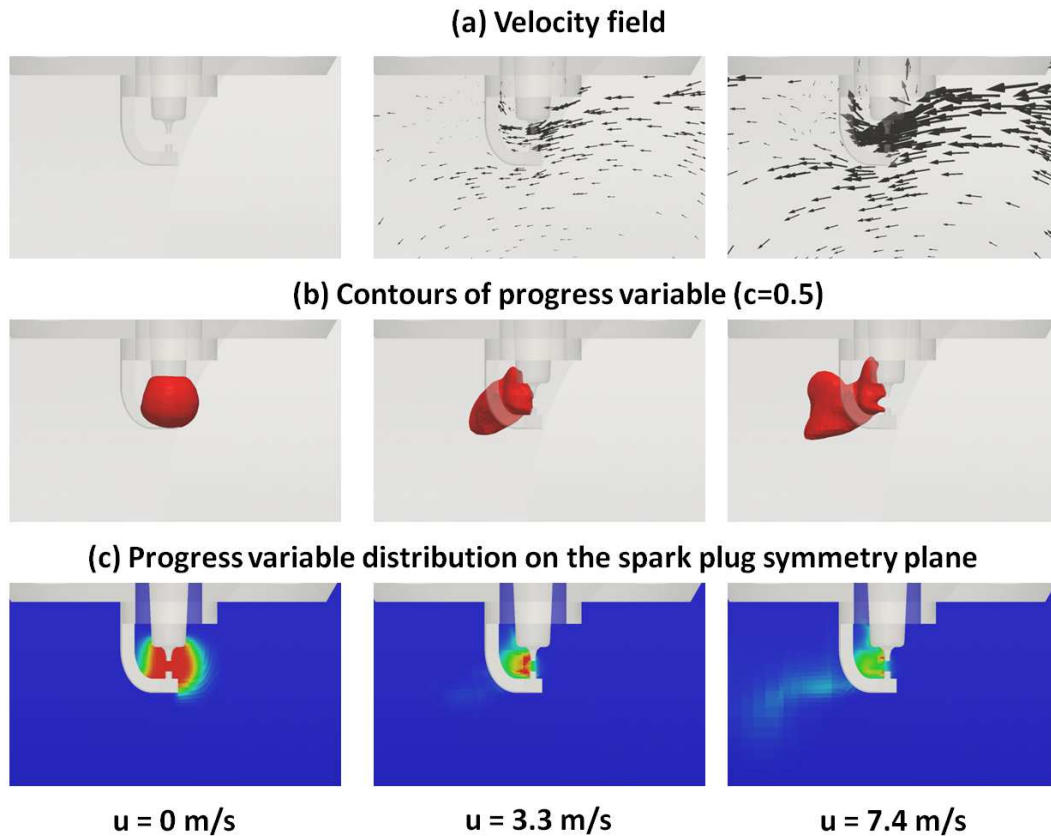 (a) Velocity field
(b) Contours of progress variable (c=0.5)
(c) Progress variable distribution on the spark plug symmetry plane
u = 0 m/s
u = 3.3 m/s
u = 7.4 m/s